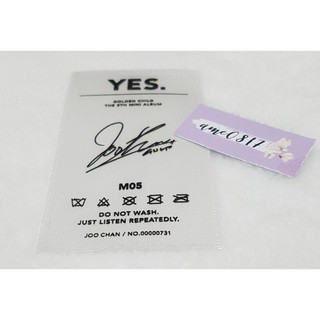 YES.
GOLDEN CHILD
THE 5TH MINI ALBUM
M05
DO NOT WASH.
JUST LISTEN REPEATEDLY.
JOO CHAN / NO.00000731
amc0817